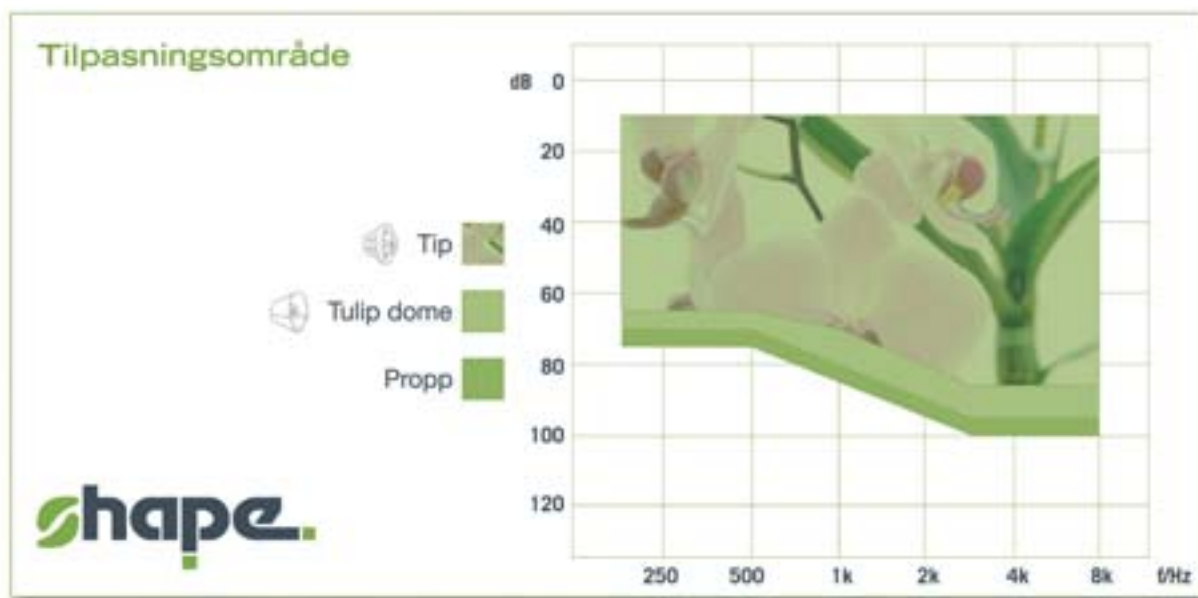 Tilpasningsområde
dB 0
20
40
60
80
100
120
Tip
Tulip dome
Propp
shape.
250 500 1k 2k 4k 8k f/Hz